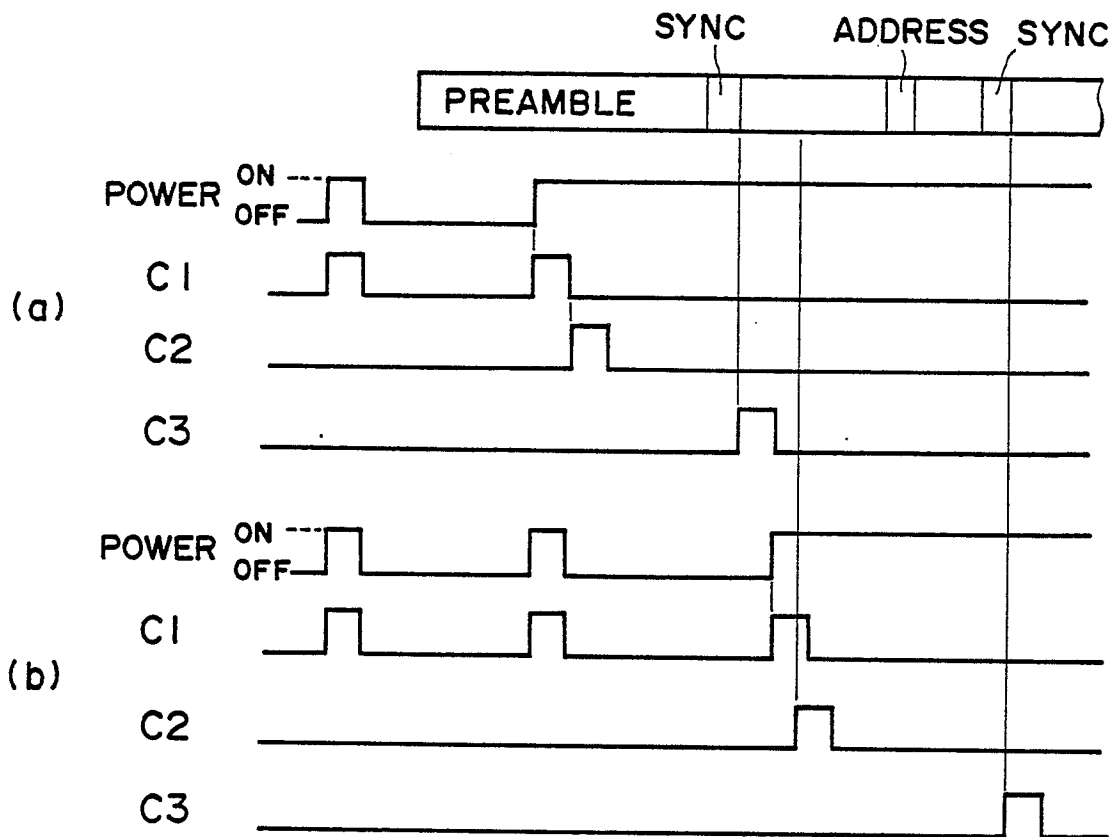 SYNC ADDRESS SYNC
PREAMBLE
POWER ON
OFF
C1
(a)
C2
C3
POWER ON
OFF
C1
(b)
C2
C3